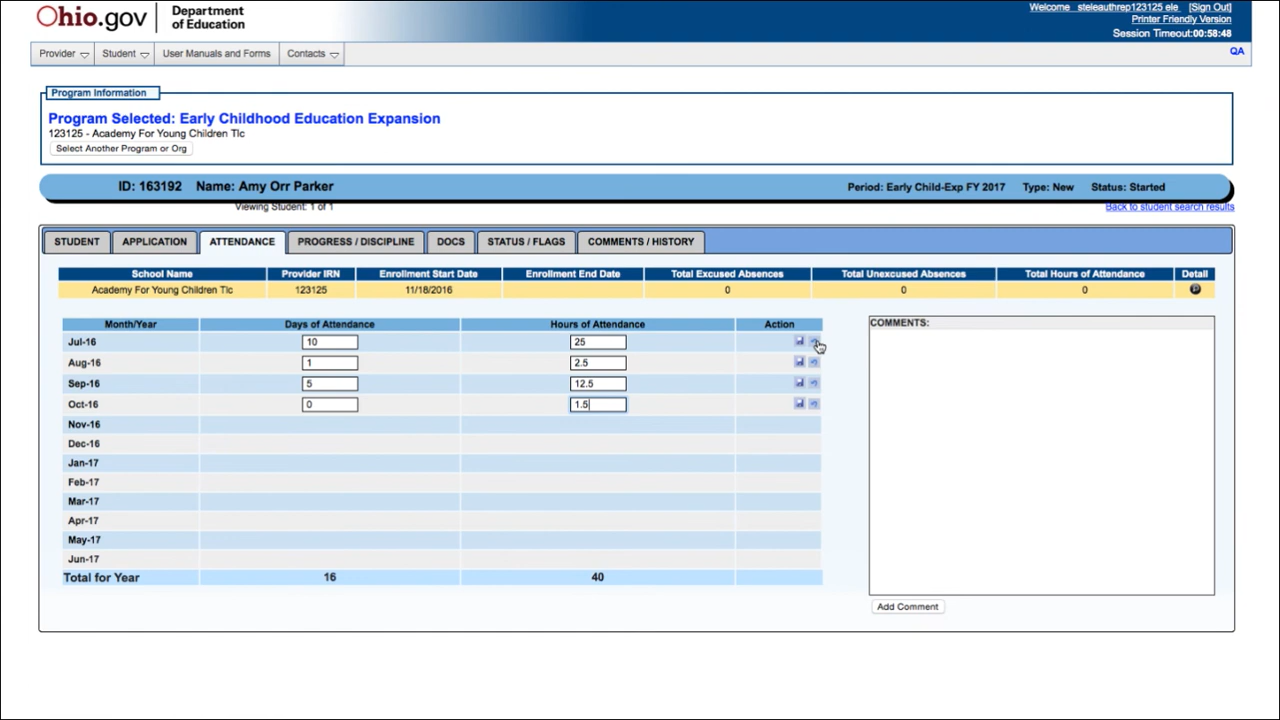 Ohio.gov Department of Education
Welcome steleauthrep123125 ele [Sign Out]
Printer Friendly Version
Session Timeout:00:58:48
Provider Student User Manuals and Forms Contacts QA
Program Information
Program Selected: Early Childhood Education Expansion
123125 - Academy For Young Children Tlc
Select Another Program or Org
ID: 163192 Name: Amy Orr Parker Period: Early Child-Exp FY 2017 Type: New Status: Started
Viewing Student: 1 of 1 Back to student search results
STUDENT APPLICATION ATTENDANCE PROGRESS / DISCIPLINE DOCS STATUS / FLAGS COMMENTS / HISTORY
School Name Provider IRN Enrollment Start Date Enrollment End Date Total Excused Absences Total Unexcused Absences Total Hours of Attendance Detail
Academy For Young Children Tlc 123125 11/18/2016 0 0 0
Month/Year Days of Attendance Hours of Attendance Action COMMENTS:
Jul-16 10 25
Aug-16 1 2.5
Sep-16 5 12.5
Oct-16 0 1.5
Nov-16
Dec-16
Jan-17
Feb-17
Mar-17
Apr-17
May-17
Jun-17
Total for Year 16 40
Add Comment